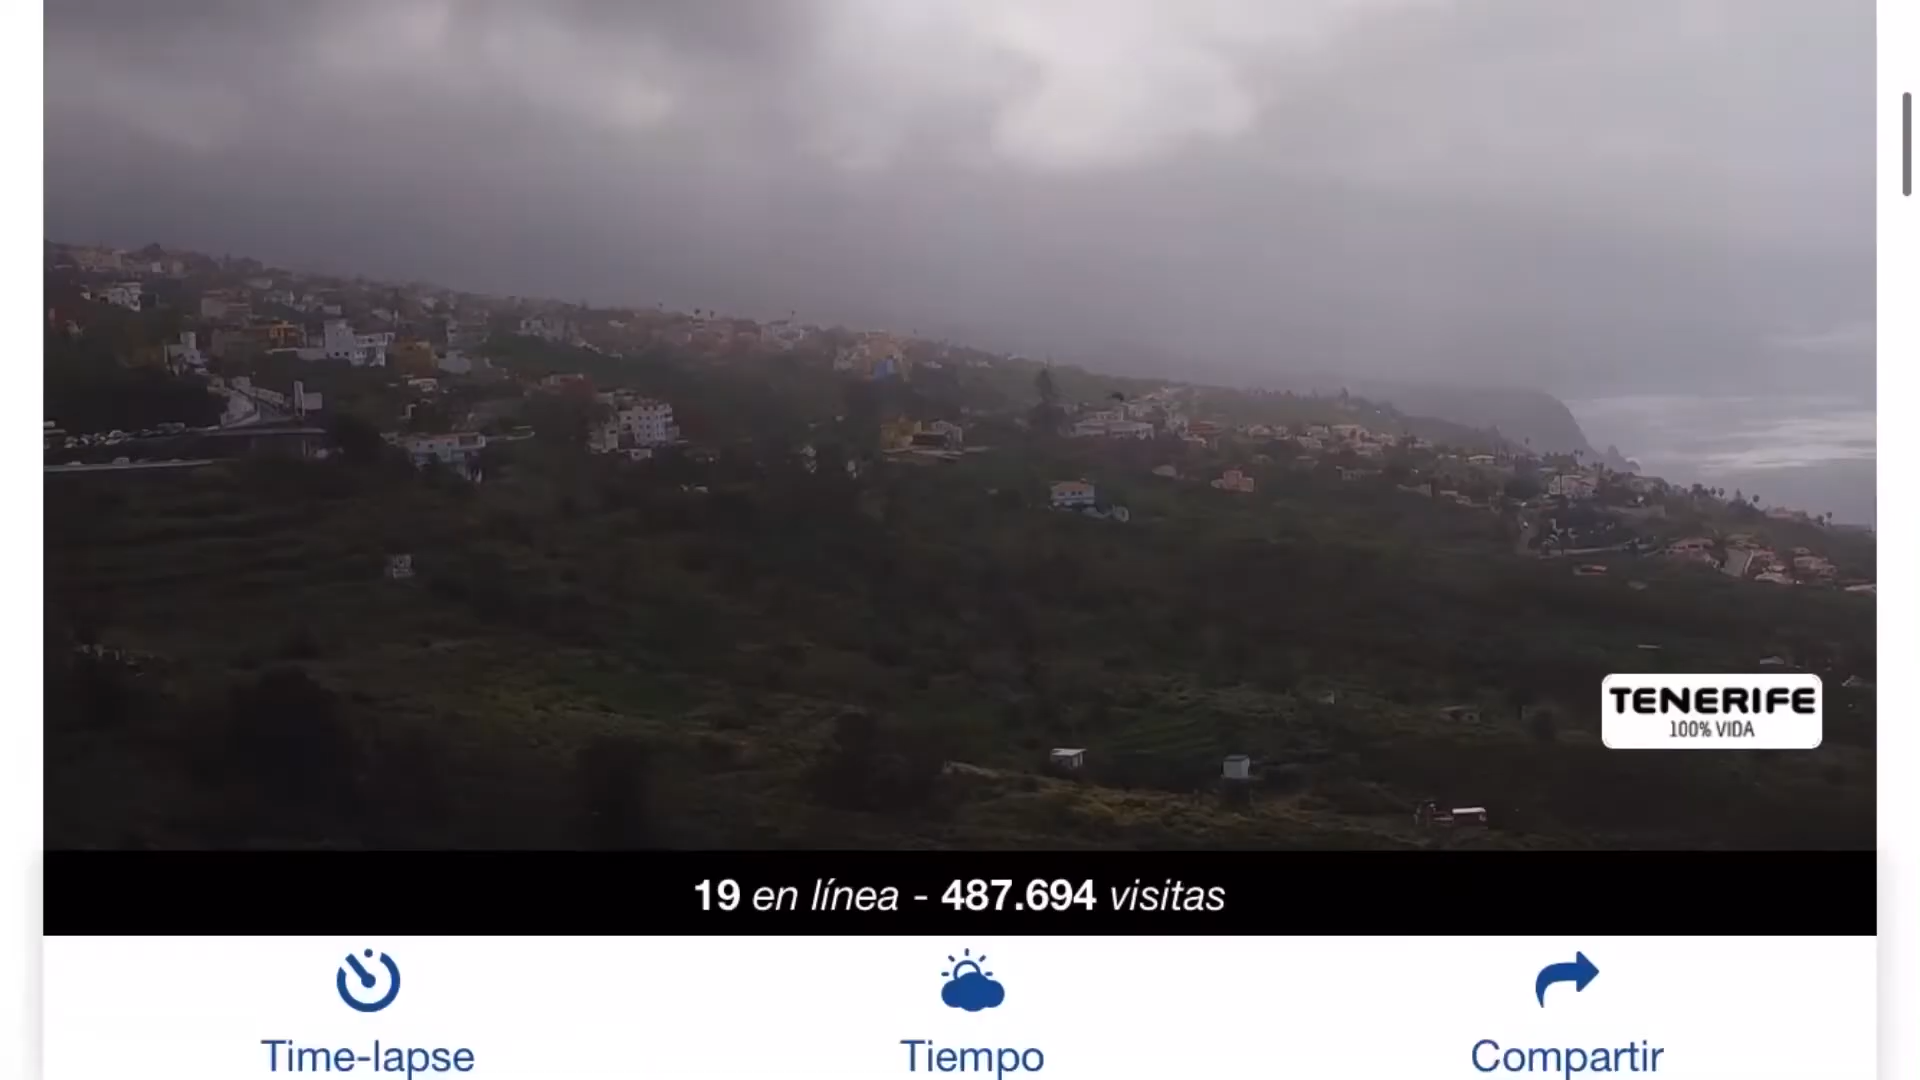 TENERIFE
100% VIDA
19 en línea - 487.694 visitas
Time-lapse
Tiempo
Compartir